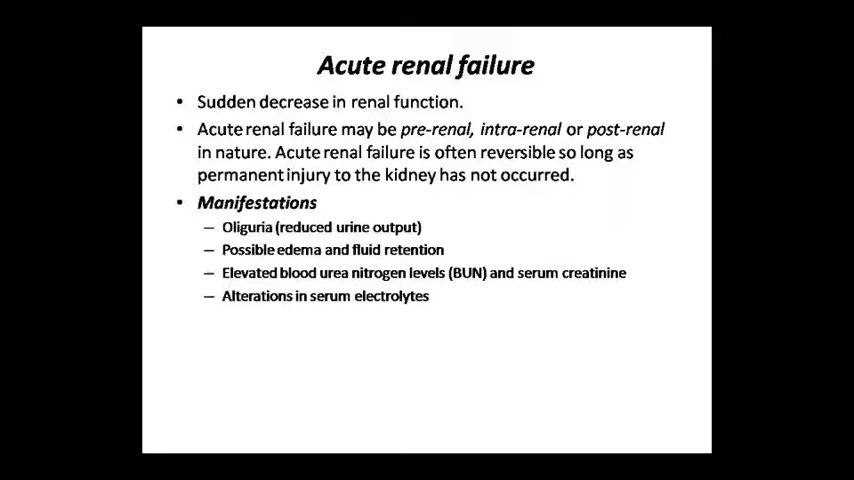 Acute renal failure
• Sudden decrease in renal function.
• Acute renal failure may be pre-renal, intra-renal or post-renal
in nature. Acute renal failure is often reversible so long as
permanent injury to the kidney has not occurred.
• Manifestations
– Oliguria (reduced urine output)
– Possible edema and fluid retention
– Elevated blood urea nitrogen levels (BUN) and serum creatinine
– Alterations in serum electrolytes